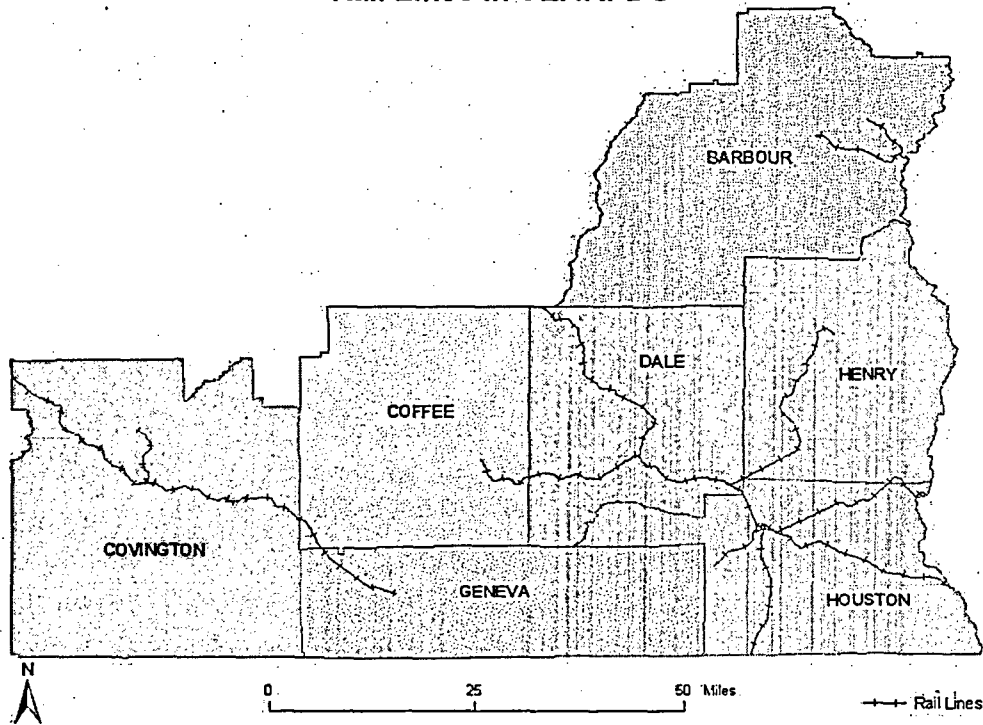 BARBOUR
DALE
HENRY
COFFEE
COVINGTON
GENEVA
HOUSTON
N
0 25 50 Miles
Rail Lines